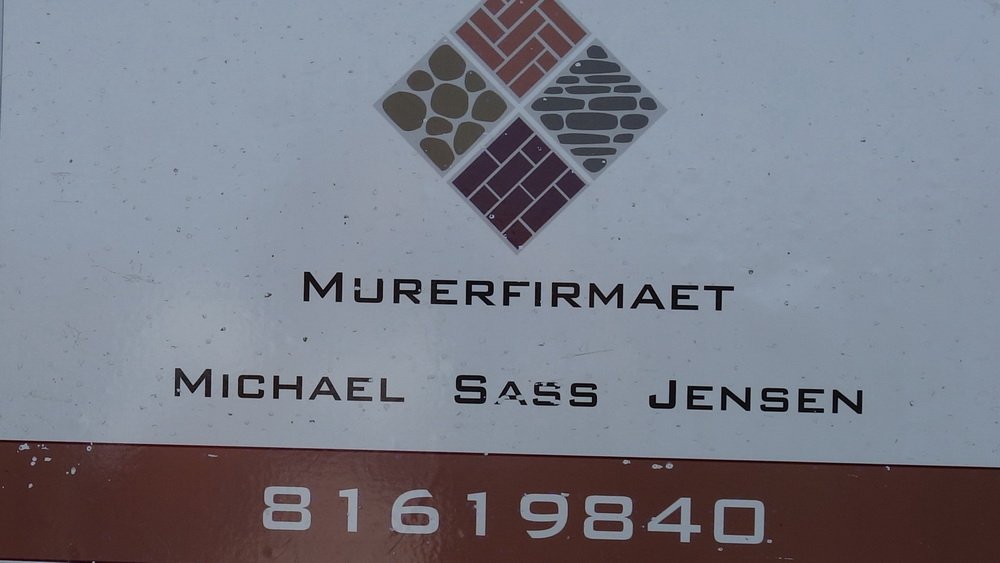 MURERFIRMAET
MICHAEL SASS JENSEN
81619840